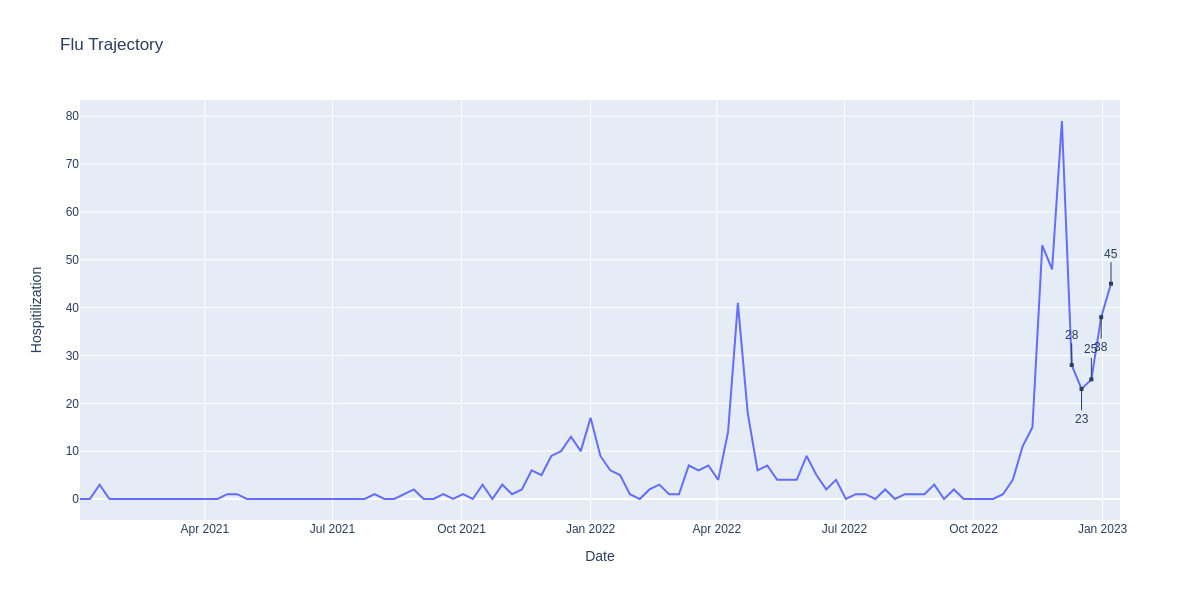 Flu Trajectory
80
70
60
50
40
30
20
10
0
Hospitilization
45
28
25
38
23
Apr 2021
Jul 2021
Oct 2021
Jan 2022
Apr 2022
Jul 2022
Oct 2022
Jan 2023
Date